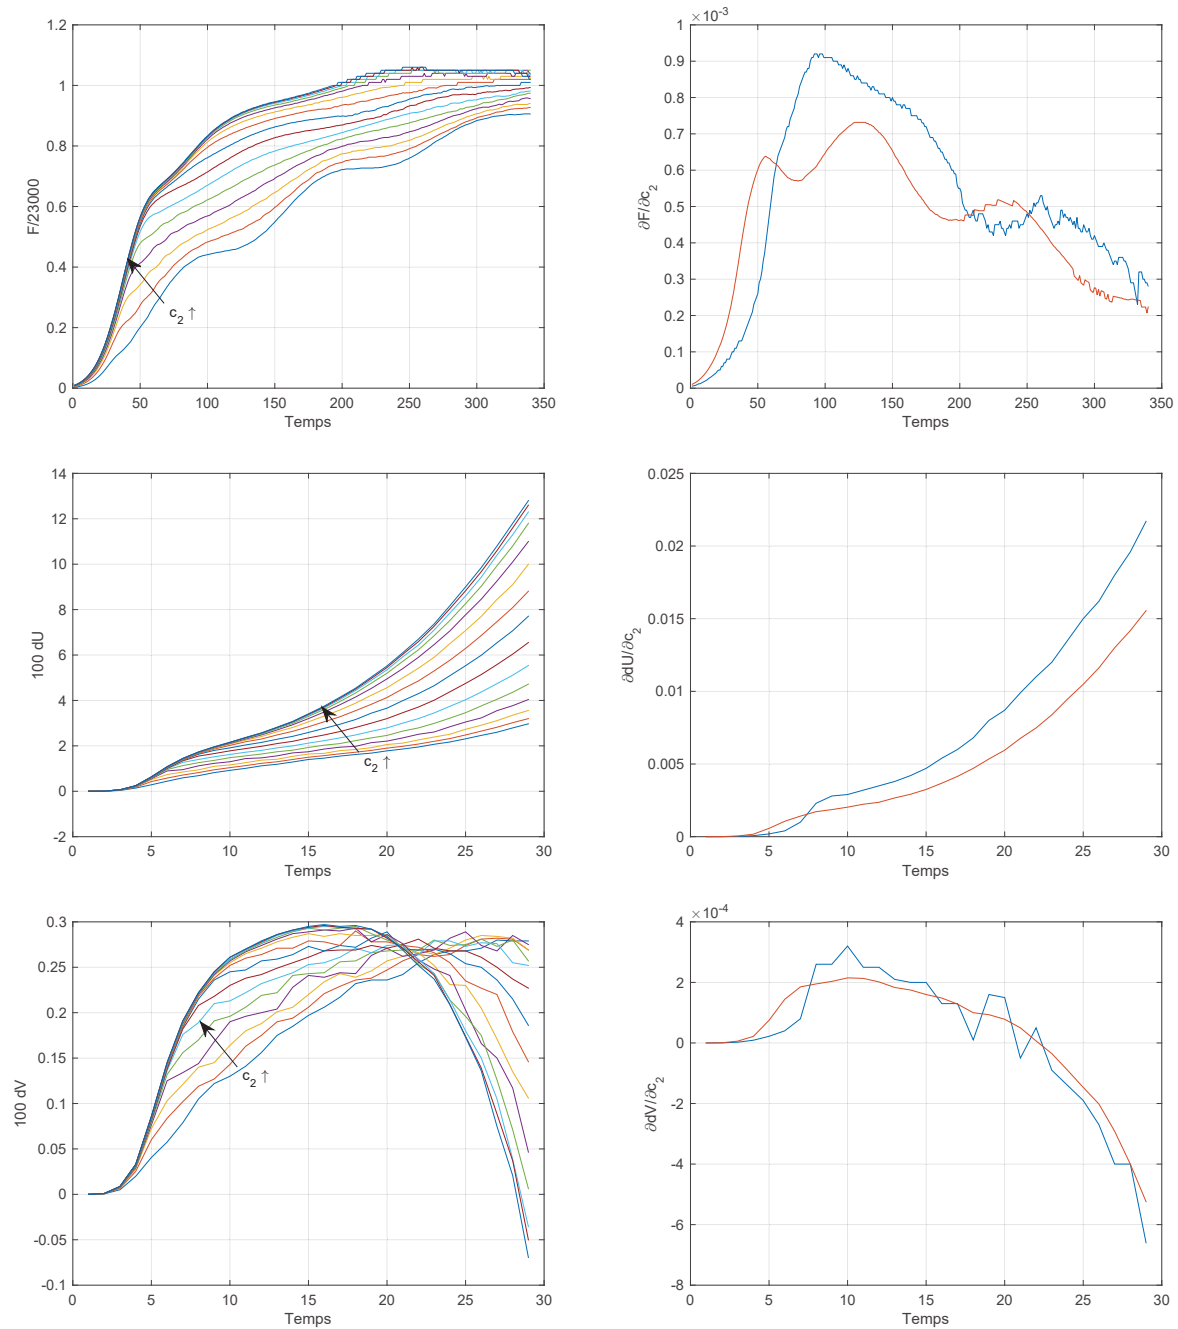 1.2
1
0.8
0.6
0.4
0.2
0
F/23000
c2 ↑
0 50 100 150 200 250 300 350
Temps
×10-3
1
0.9
0.8
0.7
0.6
0.5
0.4
0.3
0.2
0.1
0
∂F/∂c2
0 50 100 150 200 250 300 350
Temps
14
12
10
8
6
4
2
0
-2
100 dU
c2 ↑
0 5 10 15 20 25 30
Temps
0.025
0.02
0.015
0.01
0.005
0
∂dU/∂c2
0 5 10 15 20 25 30
Temps
0.3
0.25
0.2
0.15
0.1
0.05
0
-0.05
-0.1
100 dV
c2 ↑
0 5 10 15 20 25 30
Temps
×10-4
4
2
0
-2
-4
-6
-8
∂dV/∂c2
0 5 10 15 20 25 30
Temps